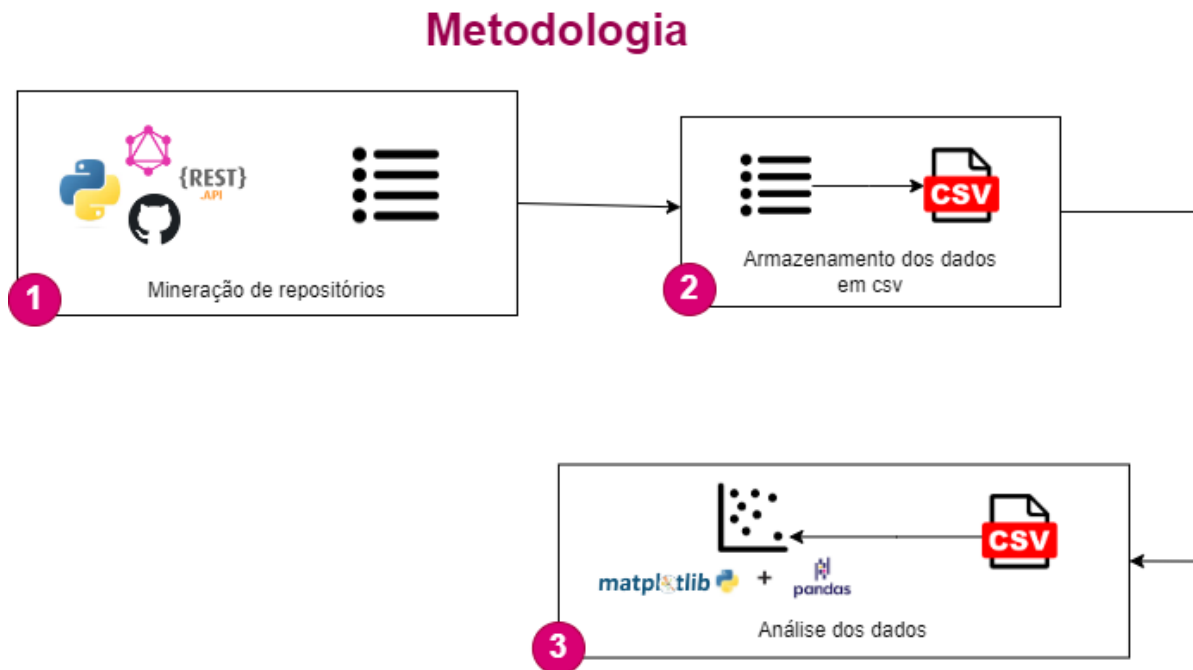 Metodologia
{REST}
.API
1
Mineração de repositórios
CSV
2
Armazenamento dos dados
em csv
CSV
matplotlib + pandas
3
Análise dos dados